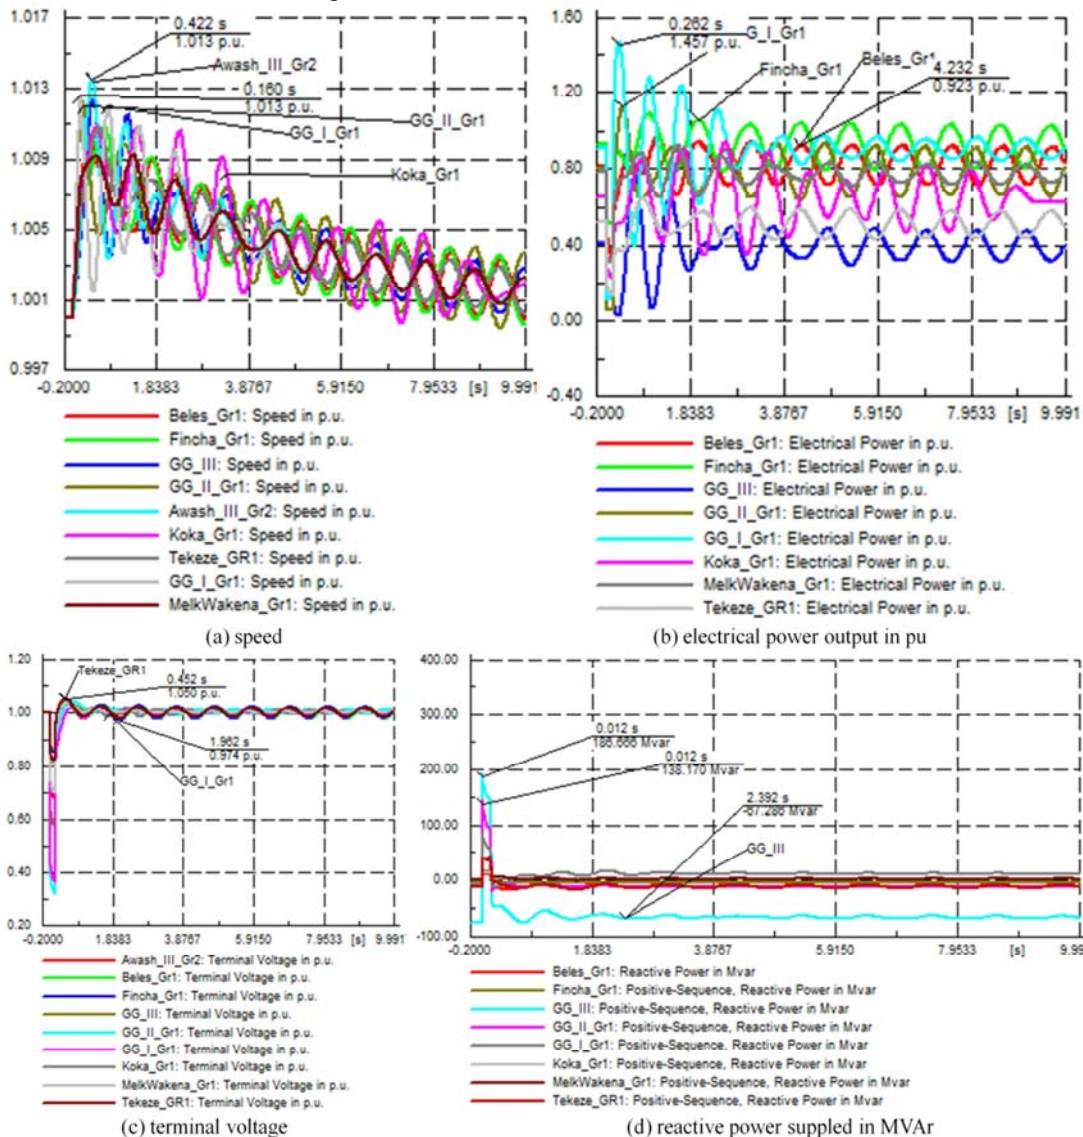 1.017
1.013
1.009
1.005
1.001
0.997
0.422 s
1.013 p.u.
Awash_III_Gr2
0.160 s
1.013 p.u.
GG_II_Gr1
GG_I_Gr1
Koka_Gr1
-0.2000 1.8383 3.8767 5.9150 7.9533 [s] 9.991
Beles_Gr1: Speed in p.u.
Fincha_Gr1: Speed in p.u.
GG_III: Speed in p.u.
GG_II_Gr1: Speed in p.u.
Awash_III_Gr2: Speed in p.u.
Koka_Gr1: Speed in p.u.
Tekeze_GR1: Speed in p.u.
GG_I_Gr1: Speed in p.u.
MelkWakena_Gr1: Speed in p.u.
(a) speed
1.60
1.20
0.80
0.40
0.00
-0.40
0.262 s
1.457 p.u.
G_I_Gr1
Fincha_Gr1
Beles_Gr1
4.232 s
0.923 p.u.
-0.2000 1.8383 3.8767 5.9150 7.9533 [s] 9.991
Beles_Gr1: Electrical Power in p.u.
Fincha_Gr1: Electrical Power in p.u.
GG_III: Electrical Power in p.u.
GG_II_Gr1: Electrical Power in p.u.
GG_I_Gr1: Electrical Power in p.u.
Koka_Gr1: Electrical Power in p.u.
MelkWakena_Gr1: Electrical Power in p.u.
Tekeze_GR1: Electrical Power in p.u.
(b) electrical power output in pu
1.20
1.00
0.80
0.60
0.40
0.20
Tekeze_GR1
0.452 s
1.050 p.u.
1.962 s
0.974 p.u.
GG_I_Gr1
-0.2000 1.8383 3.8767 5.9150 7.9533 [s] 9.991
Awash_III_Gr2: Terminal Voltage in p.u.
Beles_Gr1: Terminal Voltage in p.u.
Fincha_Gr1: Terminal Voltage in p.u.
GG_III: Terminal Voltage in p.u.
GG_II_Gr1: Terminal Voltage in p.u.
GG_I_Gr1: Terminal Voltage in p.u.
Koka_Gr1: Terminal Voltage in p.u.
MelkWakena_Gr1: Terminal Voltage in p.u.
Tekeze_GR1: Terminal Voltage in p.u.
(c) terminal voltage
400.00
300.00
200.00
100.00
0.00
-100.00
0.012 s
186.666 Mvar
0.012 s
138.170 Mvar
2.392 s
-67.286 Mvar
GG_III
-0.2000 1.8383 3.8767 5.9150 7.9533 [s] 9.99
Beles_Gr1: Reactive Power in Mvar
Fincha_Gr1: Positive-Sequence, Reactive Power in Mvar
GG_III: Positive-Sequence, Reactive Power in Mvar
GG_II_Gr1: Positive-Sequence, Reactive Power in Mvar
GG_I_Gr1: Positive-Sequence, Reactive Power in Mvar
Koka_Gr1: Positive-Sequence, Reactive Power in Mvar
MelkWakena_Gr1: Positive-Sequence, Reactive Power in Mvar
Tekeze_GR1: Positive-Sequence, Reactive Power in Mvar
(d) reactive power suppled in MVAr